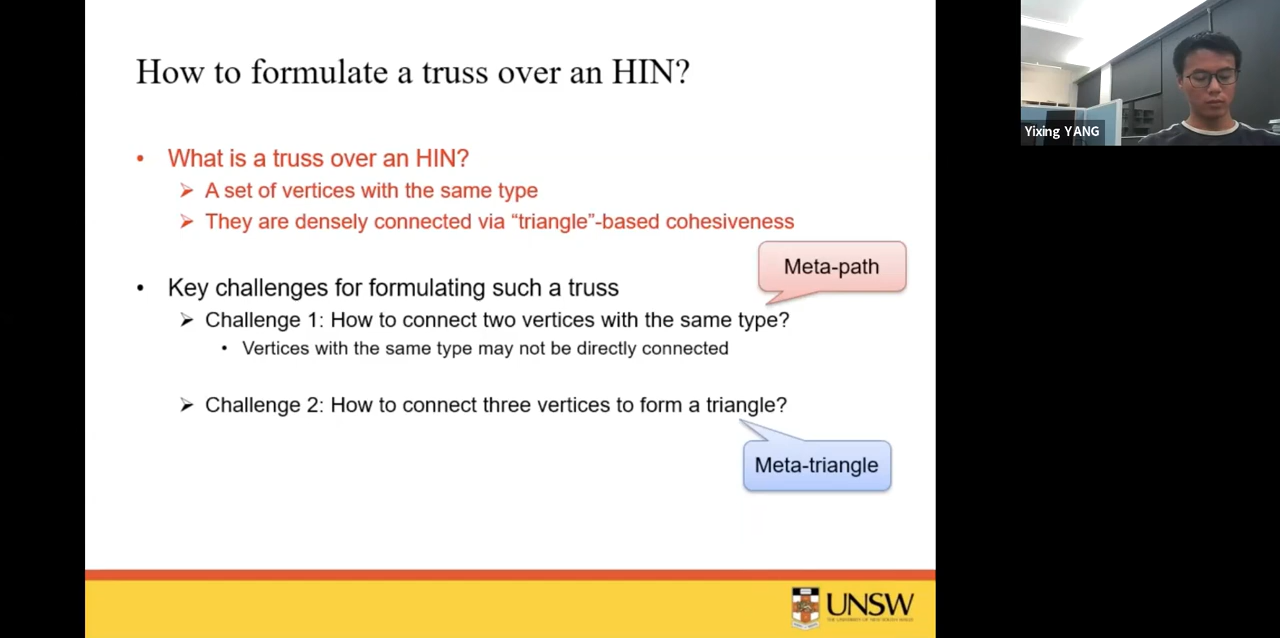 How to formulate a truss over an HIN?
• What is a truss over an HIN?
➢ A set of vertices with the same type
➢ They are densely connected via “triangle”-based cohesiveness
Meta-path
• Key challenges for formulating such a truss
➢ Challenge 1: How to connect two vertices with the same type?
• Vertices with the same type may not be directly connected
➢ Challenge 2: How to connect three vertices to form a triangle?
Meta-triangle
UNSW
THE UNIVERSITY OF NEW SOUTH WALES
Yixing YANG